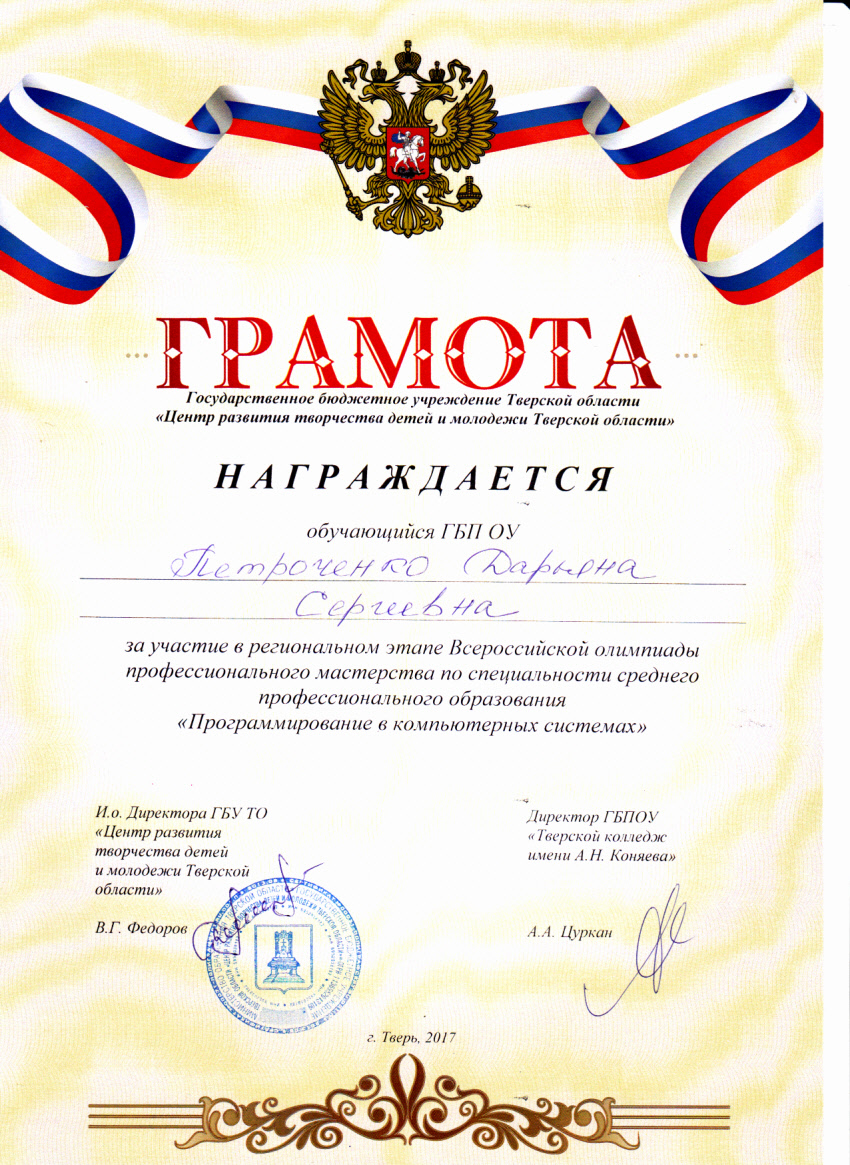 ГРАМОТА
Государственное бюджетное учреждение Тверской области
«Центр развития творчества детей и молодежи Тверской области»
НАГРАЖДАЕТСЯ
обучающийся ГБП ОУ
Петроченко Дарьяна
Сергеевна
за участие в региональном этапе Всероссийской олимпиады
профессионального мастерства по специальности среднего
профессионального образования
«Программирование в компьютерных системах»
И.о. Директора ГБУ ТО
«Центр развития
творчества детей
и молодежи Тверской
области»
В.Г. Федоров
Директор ГБПОУ
«Тверской колледж
имени А.Н. Коняева»
А.А. Цуркан
г. Тверь, 2017